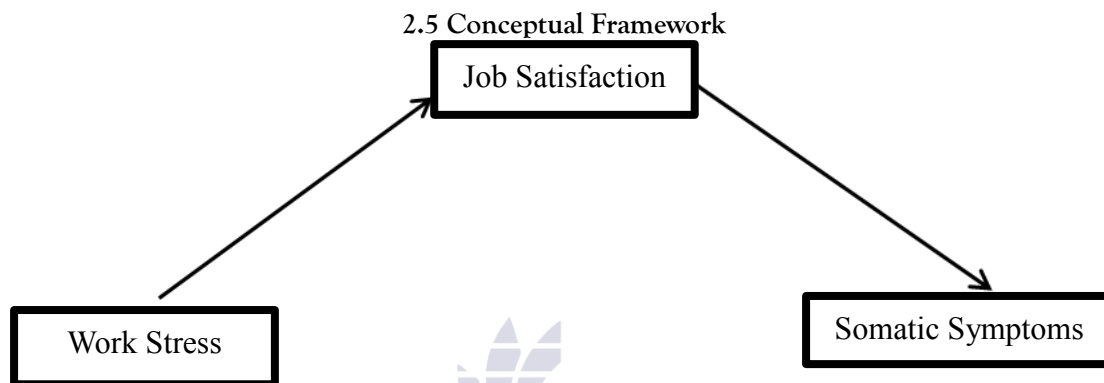 2.5 Conceptual Framework
Job Satisfaction
Work Stress
Somatic Symptoms